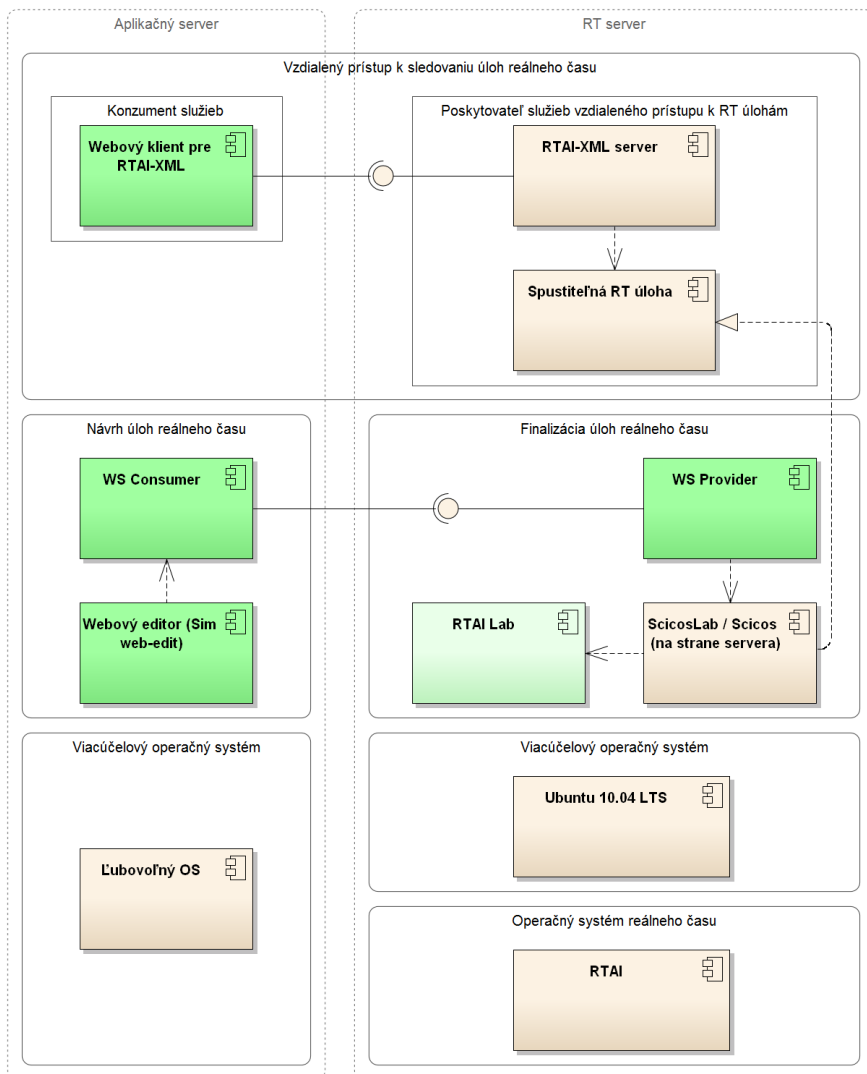 Aplikačný server
RT server
Vzdialený prístup k sledovaniu úloh reálneho času
Konzument služieb
Poskytovateľ služieb vzdialeného prístupu k RT úlohám
Webový klient pre
RTAI-XML
RTAI-XML server
Spustiteľná RT úloha
Návrh úloh reálneho času
Finalizácia úloh reálneho času
WS Consumer
WS Provider
Webový editor (Sim
web-edit)
RTAI Lab
ScicosLab / Scicos
(na strane servera)
Viacúčelový operačný systém
Viacúčelový operačný systém
Ubuntu 10.04 LTS
Ľubovoľný OS
Operačný systém reálneho času
RTAI